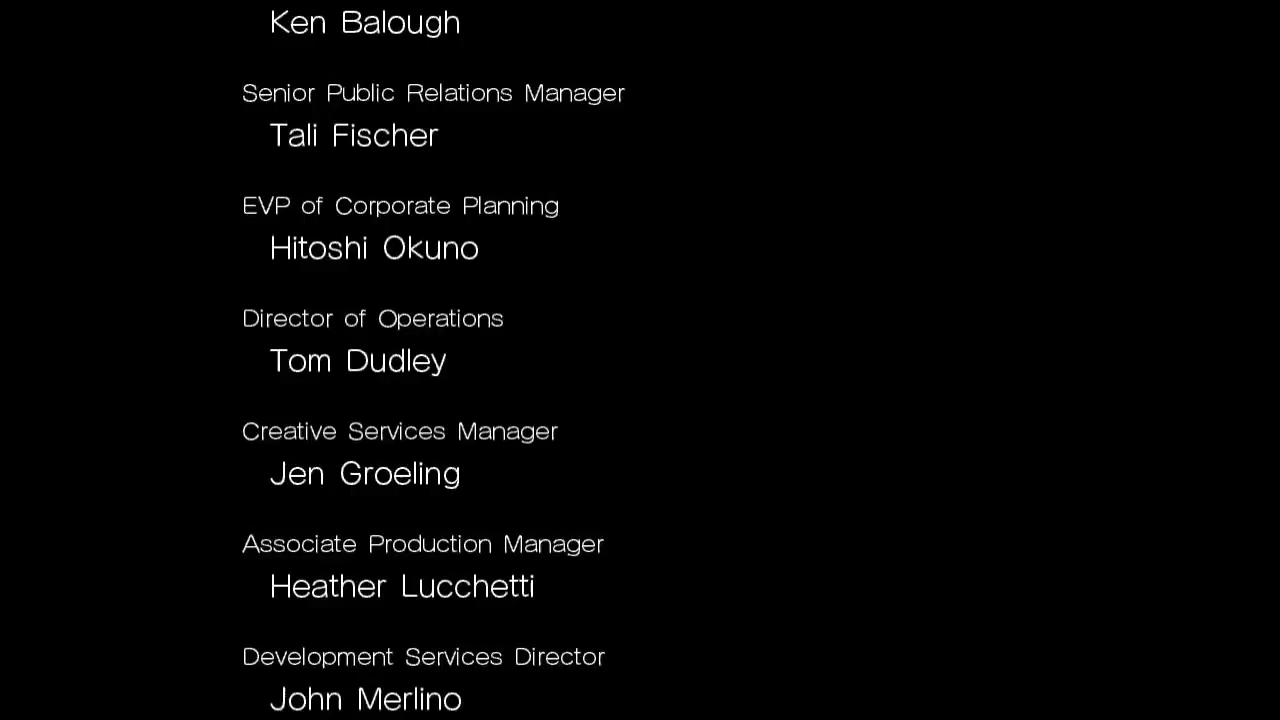 Ken Balough
Senior Public Relations Manager
Tali Fischer
EVP of Corporate Planning
Hitoshi Okuno
Director of Operations
Tom Dudley
Creative Services Manager
Jen Groeling
Associate Production Manager
Heather Lucchetti
Development Services Director
John Merlino